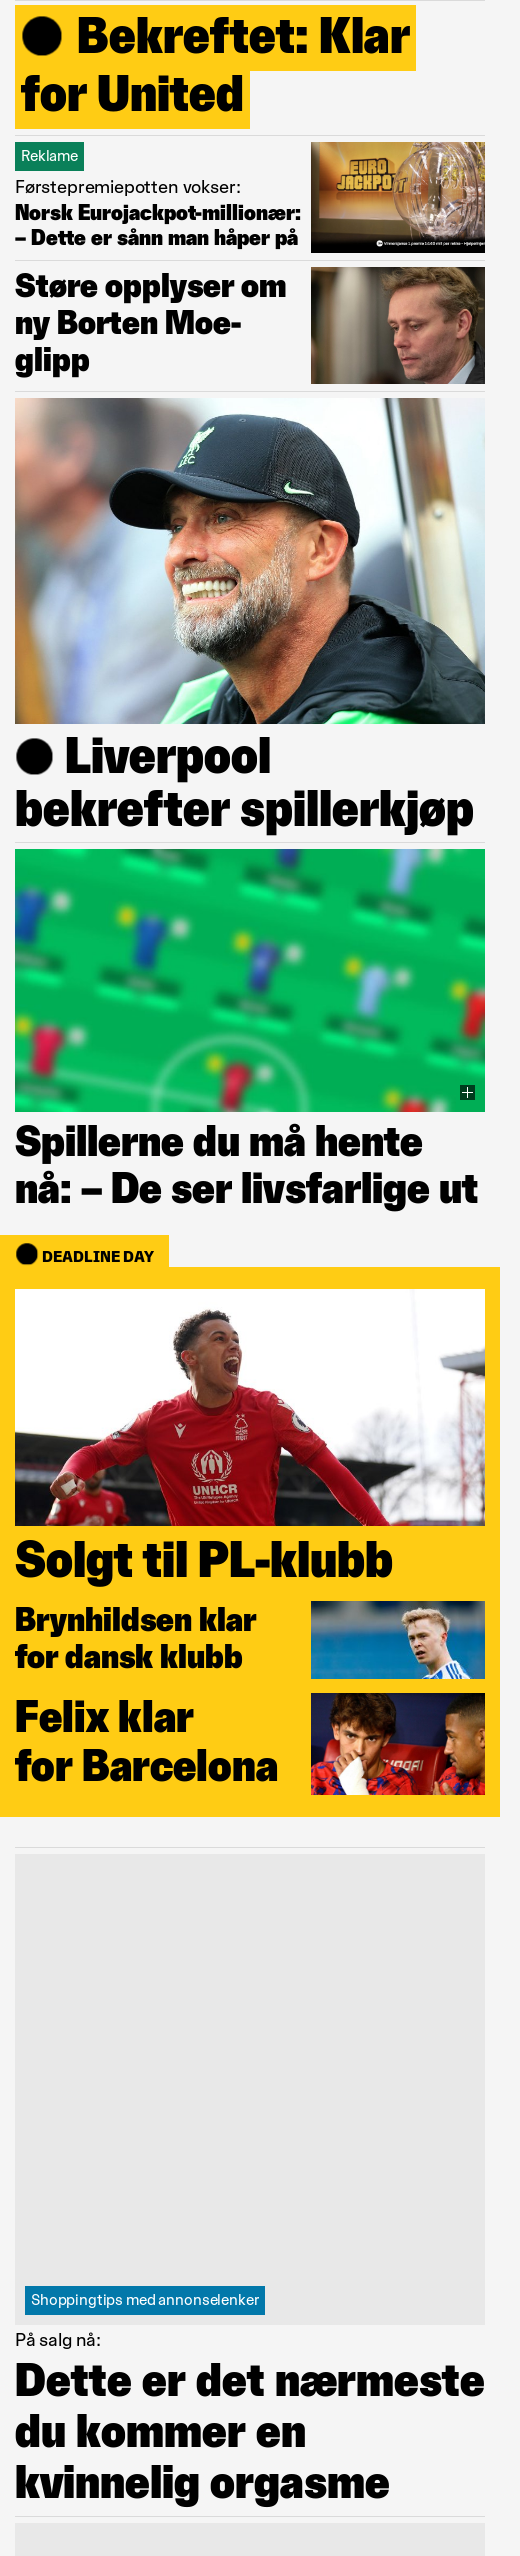 Bekreftet: Klar
for United
Reklame
Førstepremiepotten vokser:
Norsk Eurojackpot-millionær:
– Dette er sånn man håper på
EURO
JACKPOT
Støre opplyser om
ny Borten Moe-
glipp
L.F.C.
Liverpool
bekrefter spillerkjøp
Spillerne du må hente
nå: – De ser livsfarlige ut
DEADLINE DAY
UNHCR
Solgt til PL-klubb
Brynhildsen klar
for dansk klubb
Felix klar
for Barcelona
Shoppingtips med annonselenker
På salg nå:
Dette er det nærmeste
du kommer en
kvinnelig orgasme